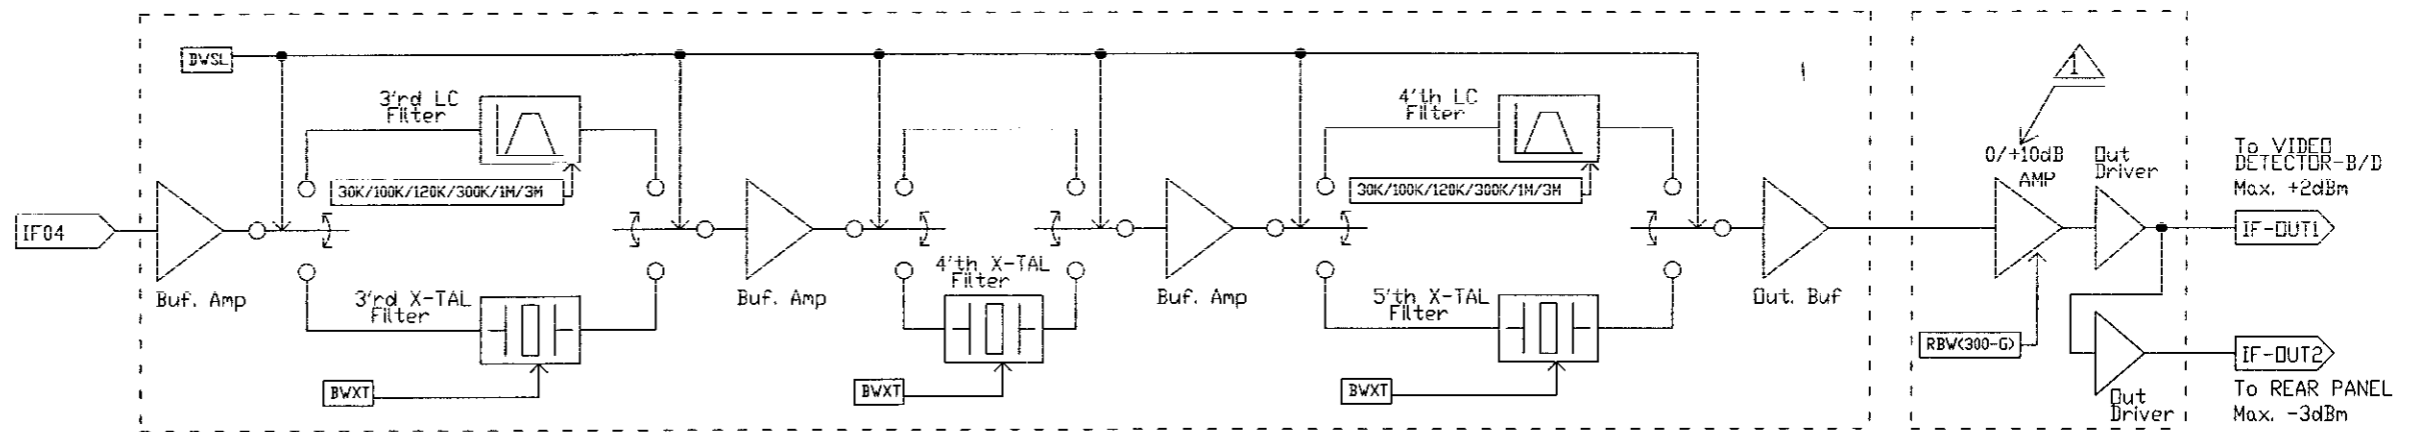 BWSL
3'rd LC
Filter
30K/100K/120K/300K/1M/3M
IF04
Buf. Amp
3'rd X-TAL
Filter
BWXT
Buf. Amp
4'th X-TAL
Filter
BWXT
Buf. Amp
4'th LC
Filter
30K/100K/120K/300K/1M/3M
5'th X-TAL
Filter
BWXT
Out. Buf
1
0/+10dB
AMP
Out
Driver
RBW(300-G)
Out
Driver
To VIDEO
DETECTOR-B/D
Max. +2dBm
IF-OUT1
IF-OUT2
To REAR PANEL
Max. -3dBm